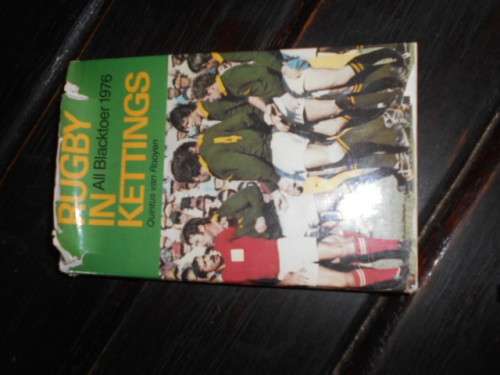 RUGBY
IN
KETTINGS
All Blacktoer 1976
Quintus van Rooyen